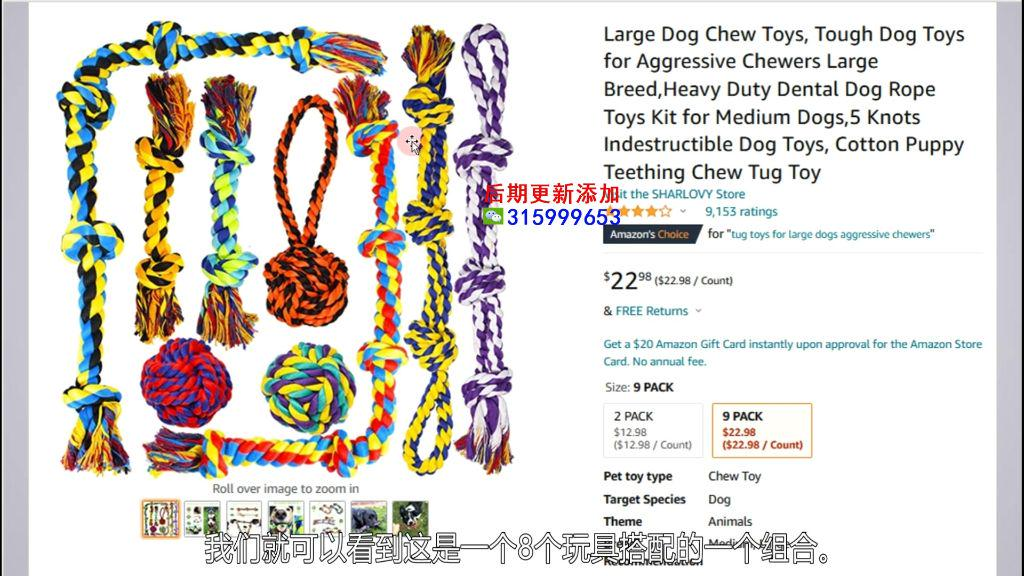 Large Dog Chew Toys, Tough Dog Toys
for Aggressive Chewers Large
Breed,Heavy Duty Dental Dog Rope
Toys Kit for Medium Dogs,5 Knots
Indestructible Dog Toys, Cotton Puppy
Teething Chew Tug Toy
后期更新添加
the SHARLOVY Store
315999653
9,153 ratings
Amazon's Choice for "tug toys for large dogs aggressive chewers"
$2298 ($22.98 / Count)
& FREE Returns
Get a $20 Amazon Gift Card instantly upon approval for the Amazon Store
Card. No annual fee.
Size: 9 PACK
2 PACK
$12.98
($12.98 / Count)
9 PACK
$22.98
($22.98 / Count)
Pet toy type Chew Toy
Target Species Dog
Theme Animals
Roll over image to zoom in
我们就可以看到这是一个8个玩具搭配的一个组合。